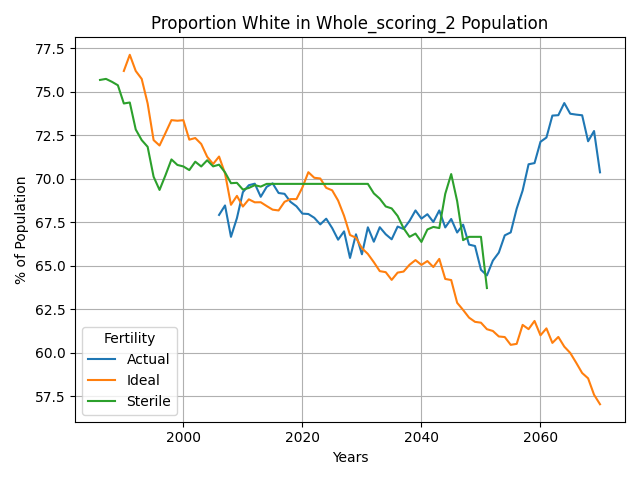 Proportion White in Whole_scoring_2 Population
% of Population
77.5
75.0
72.5
70.0
67.5
65.0
62.5
60.0
57.5
Fertility
Actual
Ideal
Sterile
2000 2020 2040 2060
Years